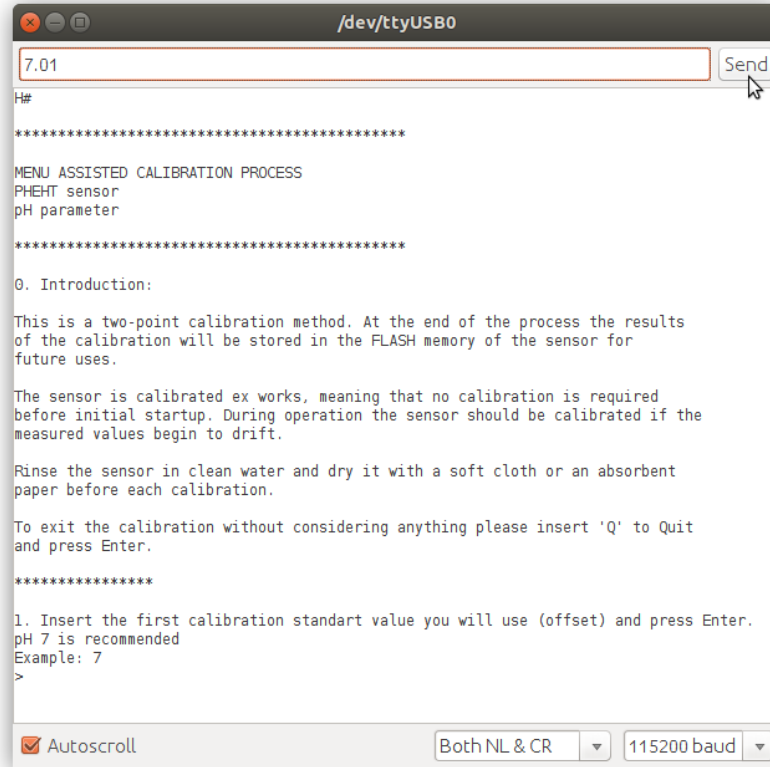 /dev/ttyUSB0
7.01
Send
H#
*********************************************
MENU ASSISTED CALIBRATION PROCESS
PHEHT sensor
pH parameter
*********************************************
0. Introduction:
This is a two-point calibration method. At the end of the process the results
of the calibration will be stored in the FLASH memory of the sensor for
future uses.
The sensor is calibrated ex works, meaning that no calibration is required
before initial startup. During operation the sensor should be calibrated if the
measured values begin to drift.
Rinse the sensor in clean water and dry it with a soft cloth or an absorbent
paper before each calibration.
To exit the calibration without considering anything please insert 'Q' to Quit
and press Enter.
****************
1. Insert the first calibration standart value you will use (offset) and press Enter.
pH 7 is recommended
Example: 7
>
Autoscroll
Both NL & CR
115200 baud